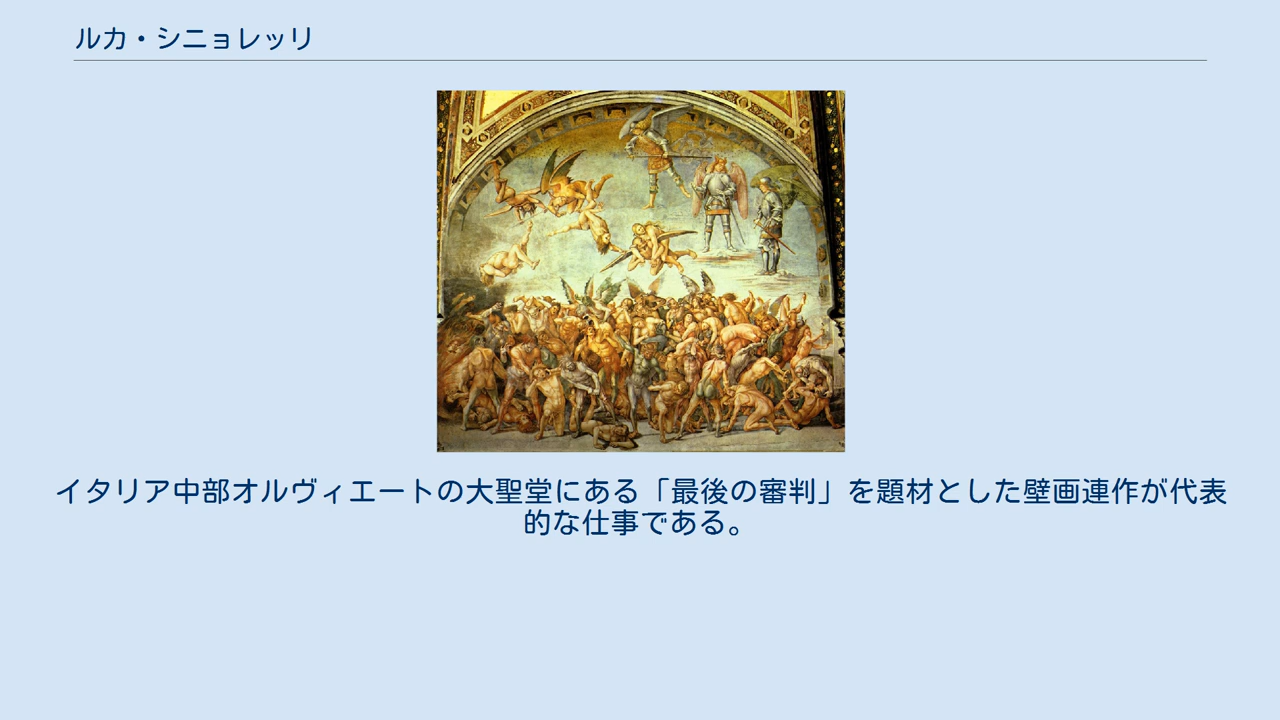 ルカ・シニョレッリ
イタリア中部オルヴィエートの大聖堂にある「最後の審判」を題材とした壁画連作が代表
的な仕事である。